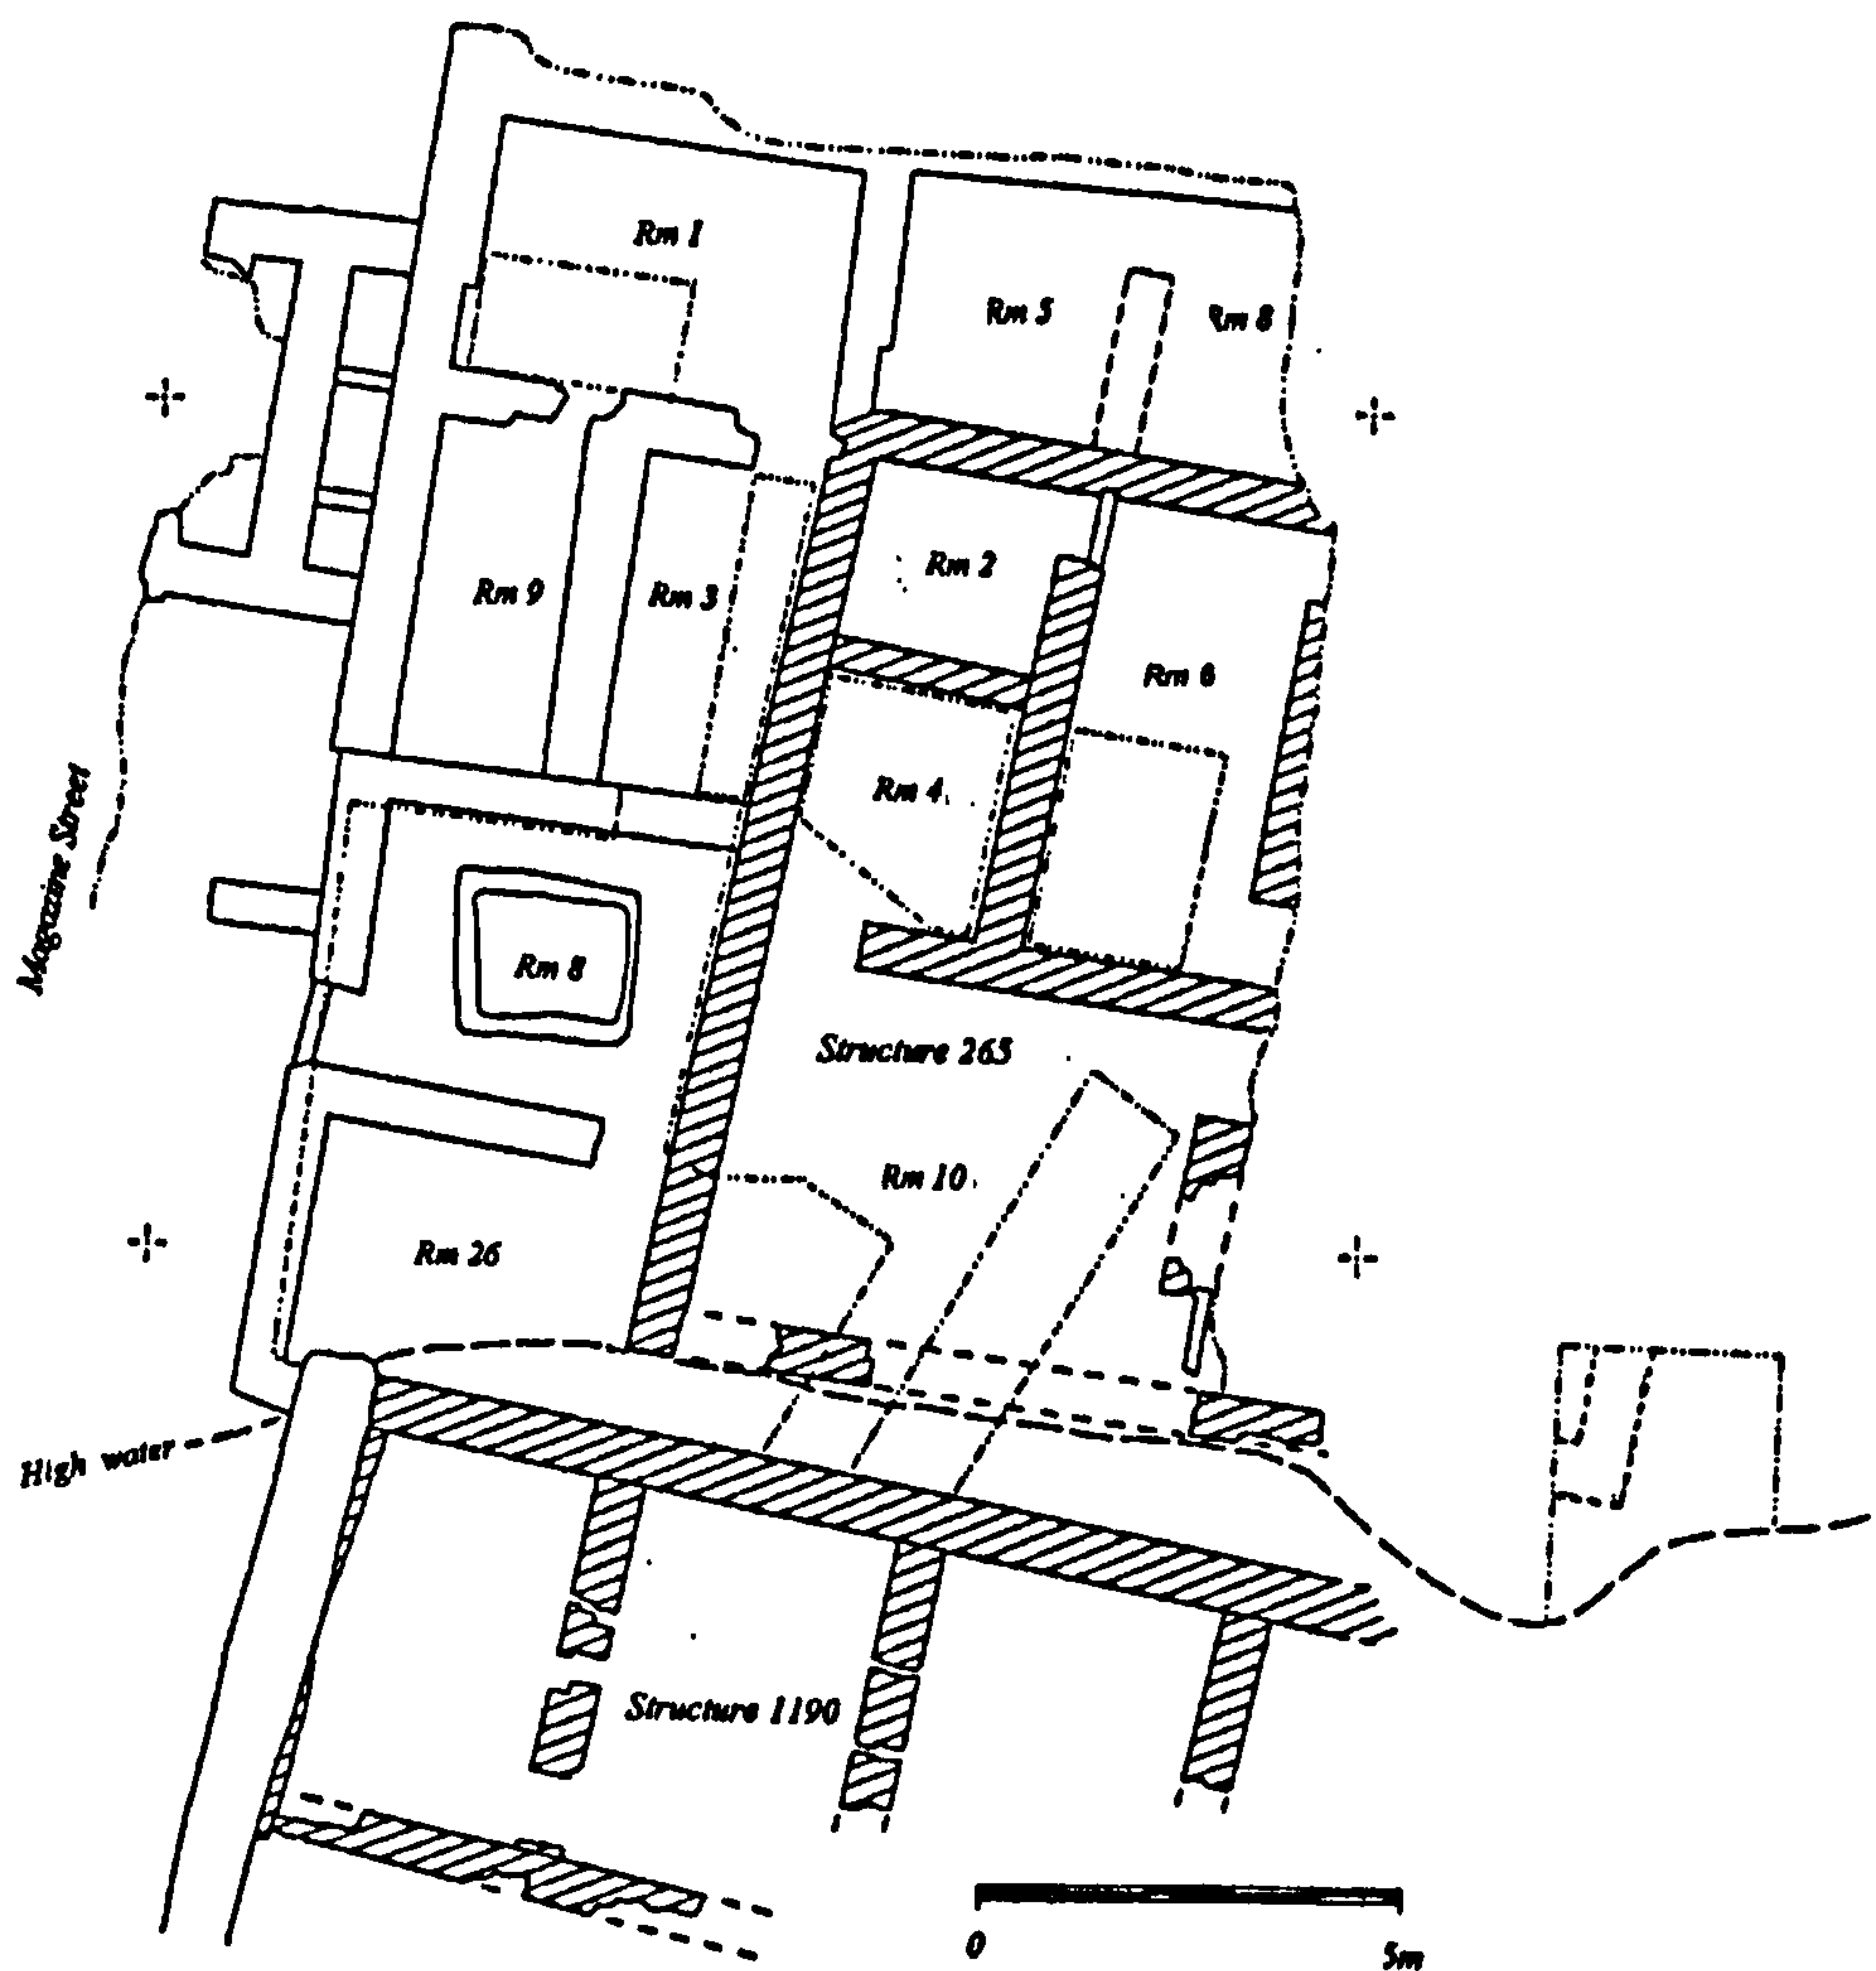 Rm 1
Rm 5
Rm 8
Rm 2
Rm 9
Rm 3
Rm 6
Rm 4
Magazine Street
Rm 8
Structure 265
Rm 10
Rm 26
High water
Structure 1190
0
5m